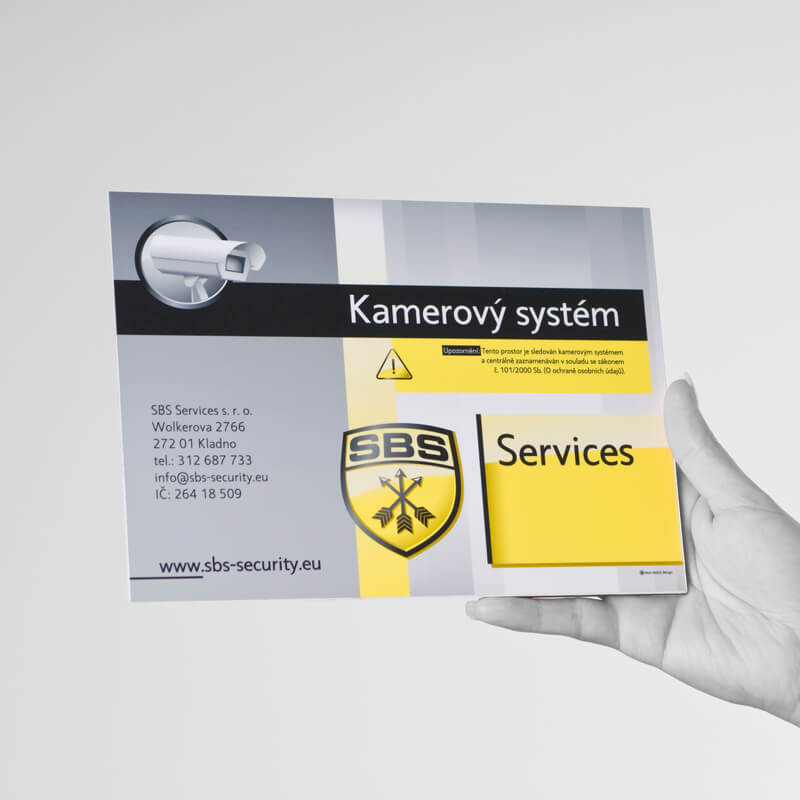 Kamerový systém
Upozornění: Tento prostor je sledován kamerovým systémem
a centrálně zaznamenáván v souladu se zákonem
č. 101/2000 Sb. (O ochraně osobních údajů).
SBS Services s. r. o.
Wolkerova 2766
272 01 Kladno
tel.: 312 687 733
info@sbs-security.eu
IČ: 264 18 509
www.sbs-security.eu
SBS
Services